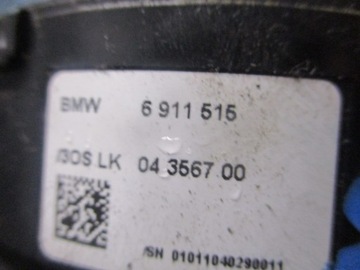 BMW 6 911 515
/3OS LK 04 3567 00
/SN 01011040290011